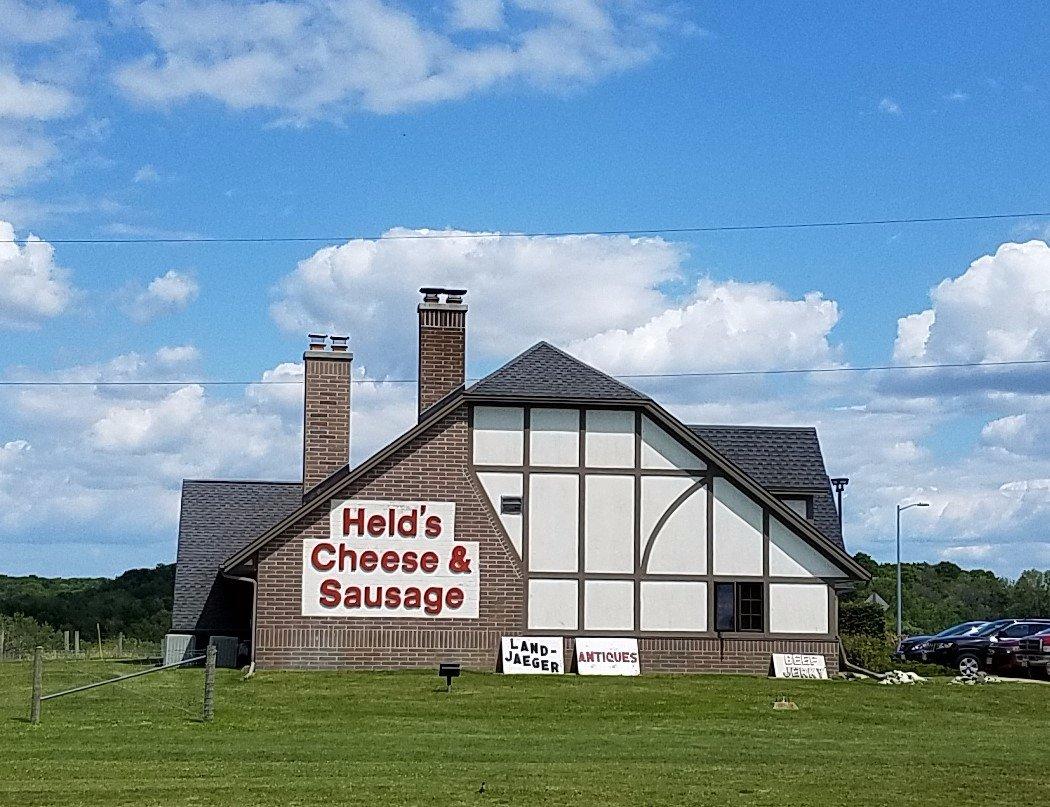 Held's
Cheese &
Sausage
LAND-
JAEGER
ANTIQUES
BEEF
JERKY